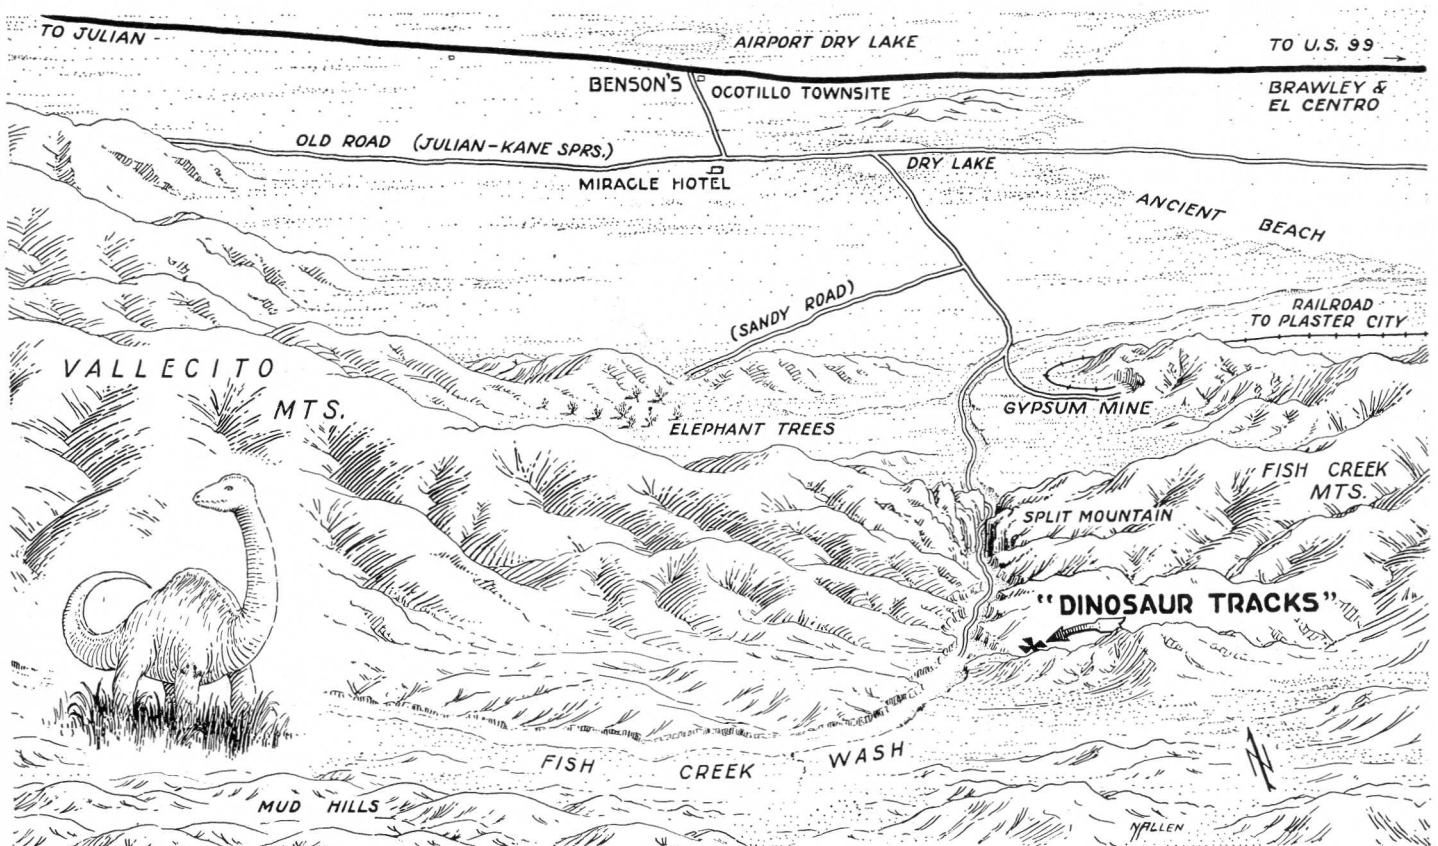 TO JULIAN
AIRPORT DRY LAKE
TO U.S. 99
BENSON'S
OCOTILLO TOWNSITE
BRAWLEY &
EL CENTRO
OLD ROAD (JULIAN-KANE SPRS.)
DRY LAKE
MIRACLE HOTEL
ANCIENT BEACH
(SANDY ROAD)
RAILROAD
TO PLASTER CITY
VALLECITO
MTS.
GYPSUM MINE
ELEPHANT TREES
FISH CREEK
MTS.
SPLIT MOUNTAIN
"DINOSAUR TRACKS"
FISH CREEK WASH
N
MUD HILLS
NALLEN